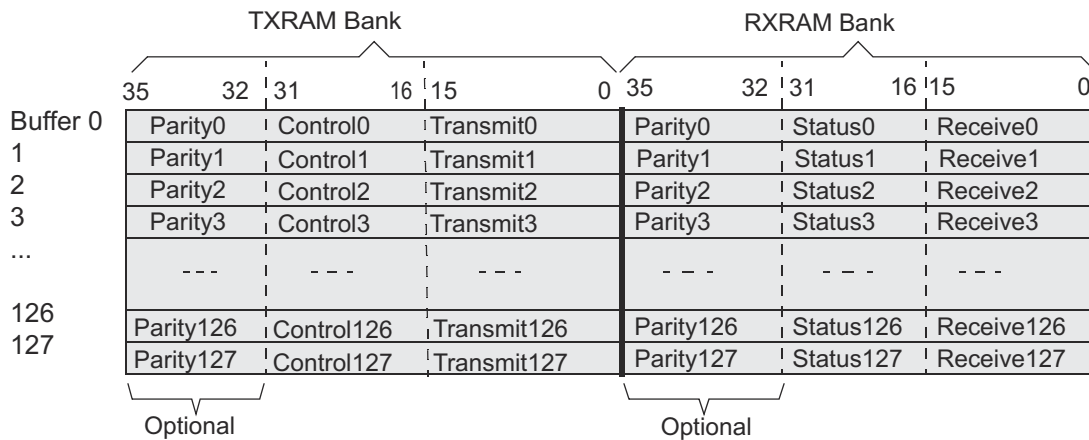 TXRAM Bank RXRAM Bank
35 32 31 16 15 0 35 32 31 16 15 0
Buffer 0 Parity0 Control0 Transmit0 Parity0 Status0 Receive0
1 Parity1 Control1 Transmit1 Parity1 Status1 Receive1
2 Parity2 Control2 Transmit2 Parity2 Status2 Receive2
3 Parity3 Control3 Transmit3 Parity3 Status3 Receive3
...
126 Parity126 Control126 Transmit126 Parity126 Status126 Receive126
127 Parity127 Control127 Transmit127 Parity127 Status127 Receive127
Optional Optional